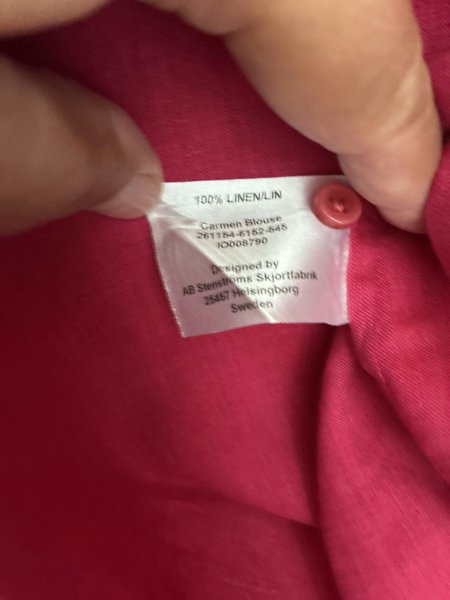 100% LINEN/LIN
Carmen Blouse
261184-6152-545
IO008790
Designed by
AB Stenströms Skjortfabrik
25457 Helsingborg
Sweden